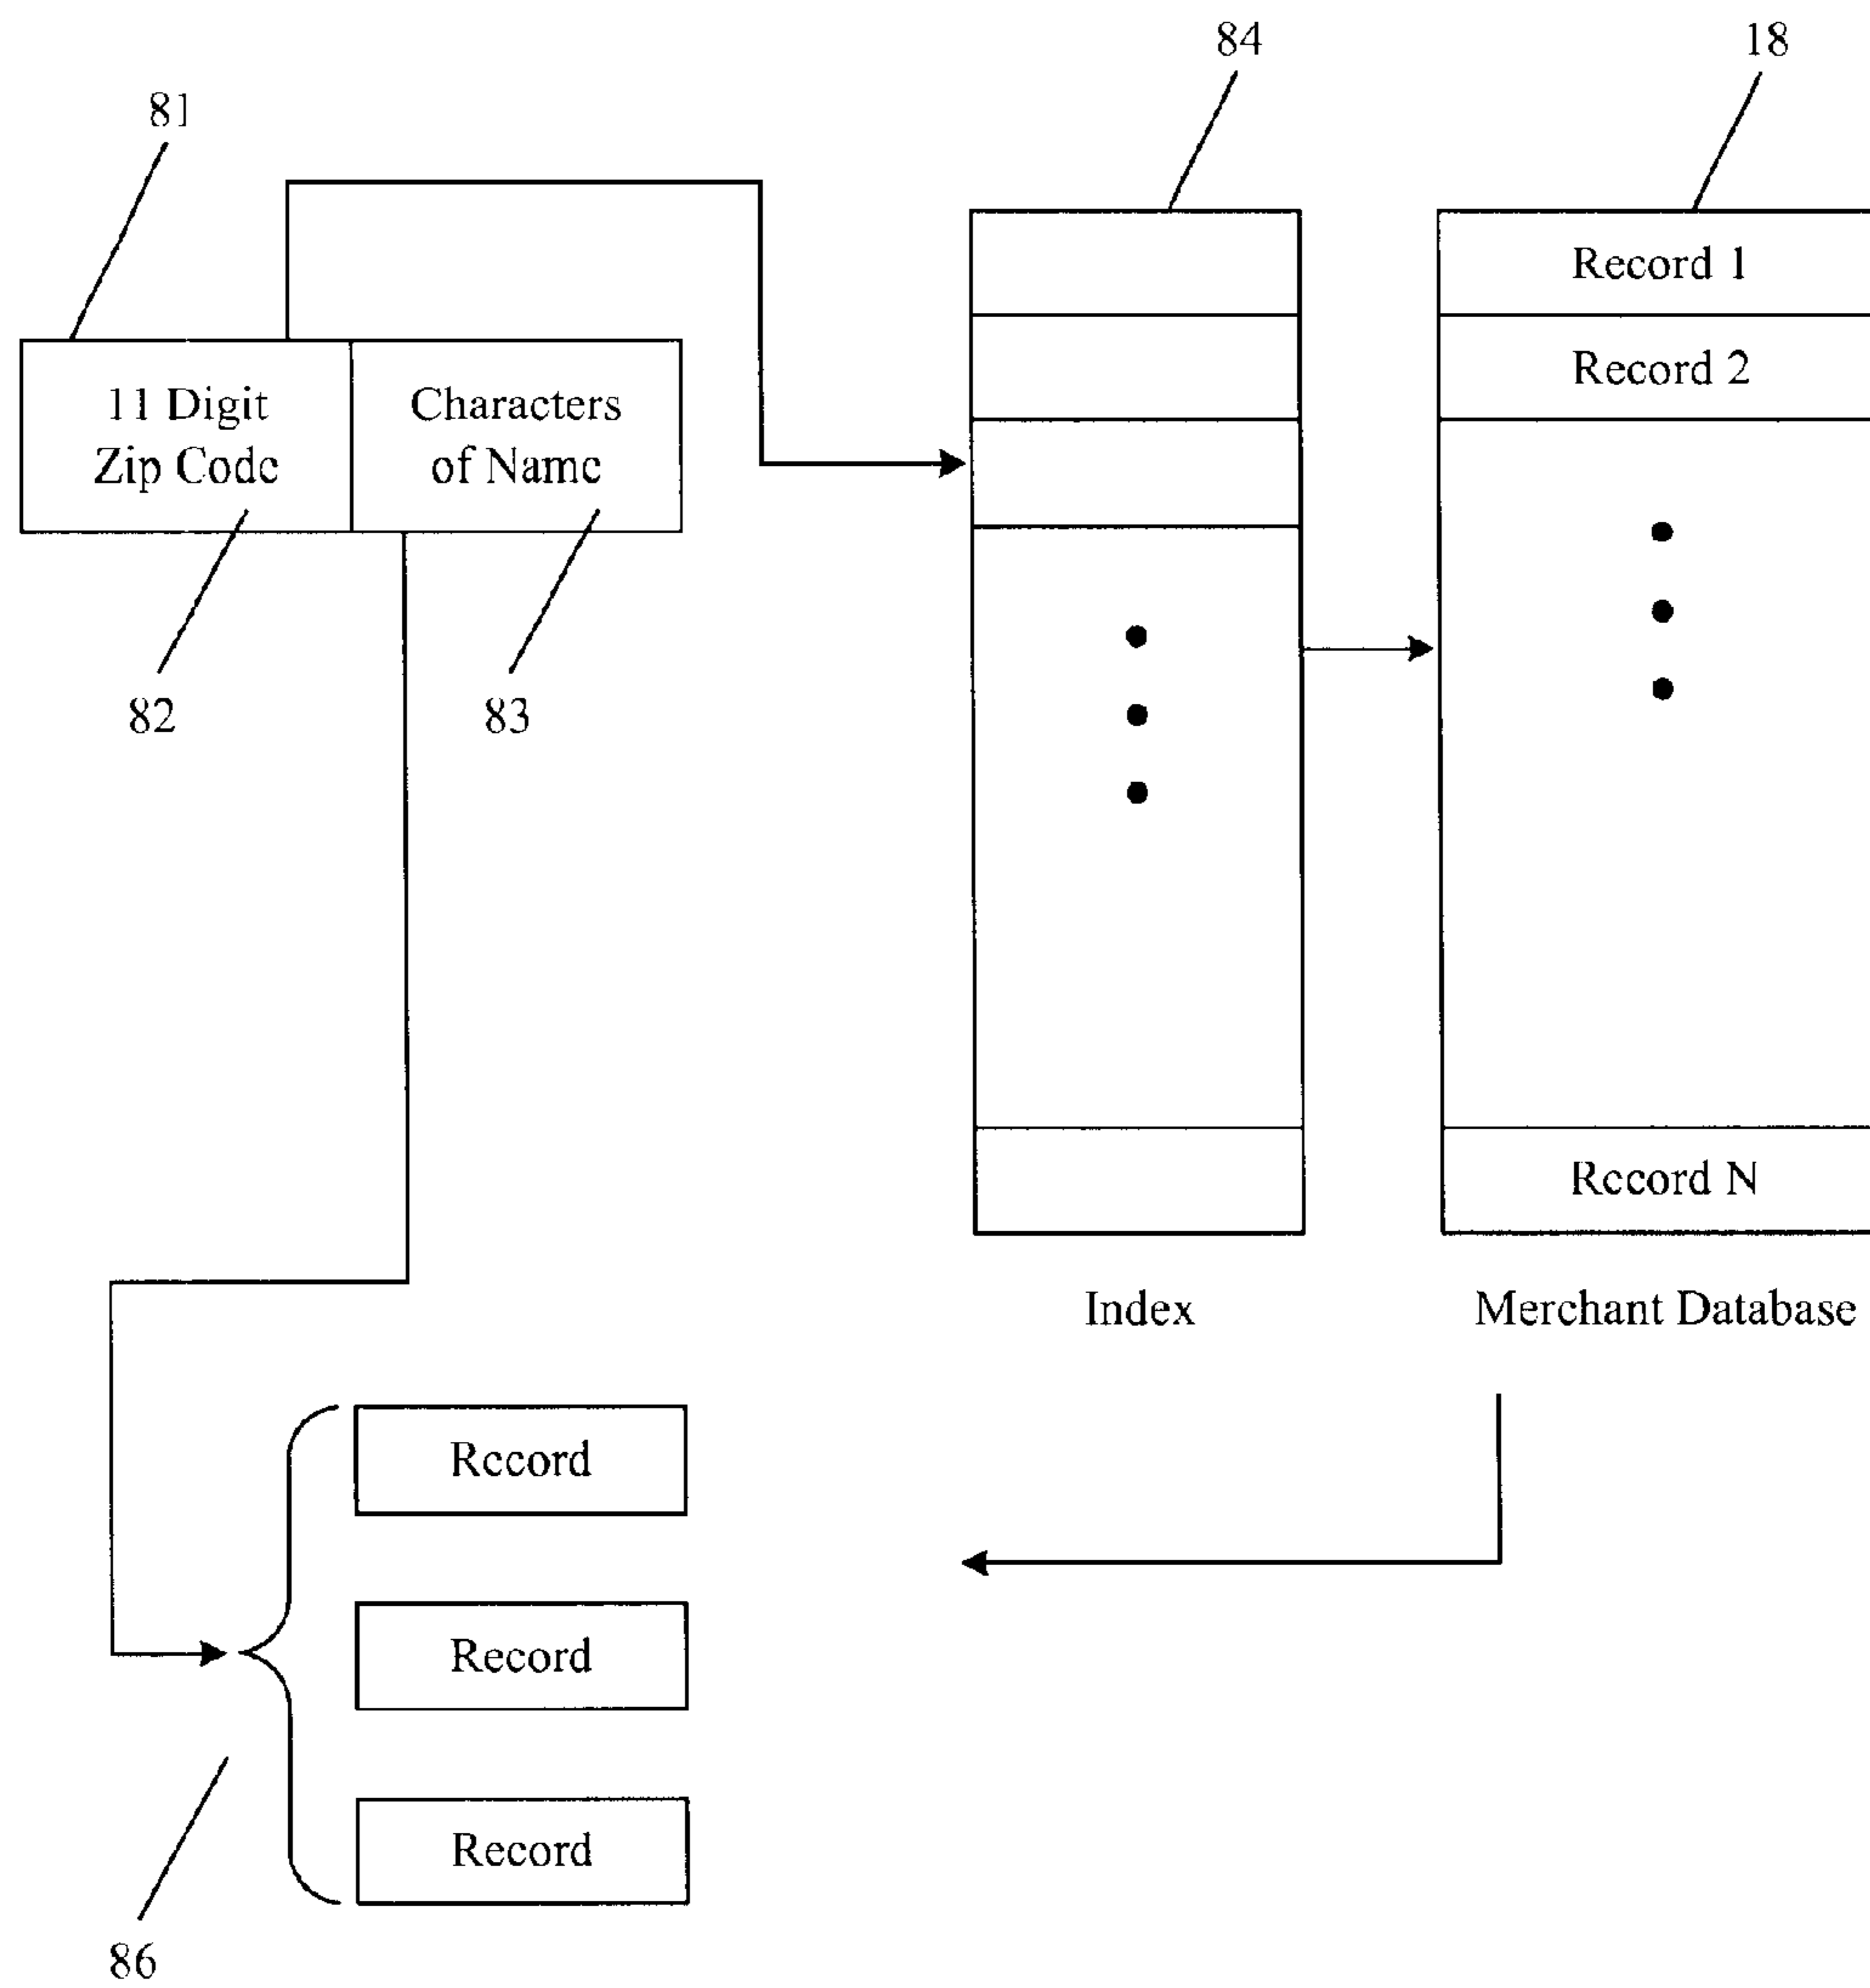 84
18
81
Record 1
Record 2
11 Digit
Zip Code
Characters
of Name
82
83
Record N
Index
Merchant Database
Record
Record
Record
86